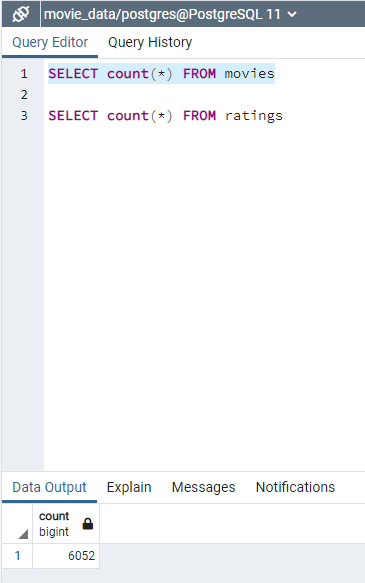 movie_data/postgres@PostgreSQL 11
Query Editor Query History
1 SELECT count(*) FROM movies
2
3 SELECT count(*) FROM ratings
Data Output Explain Messages Notifications
count
bigint
1 6052